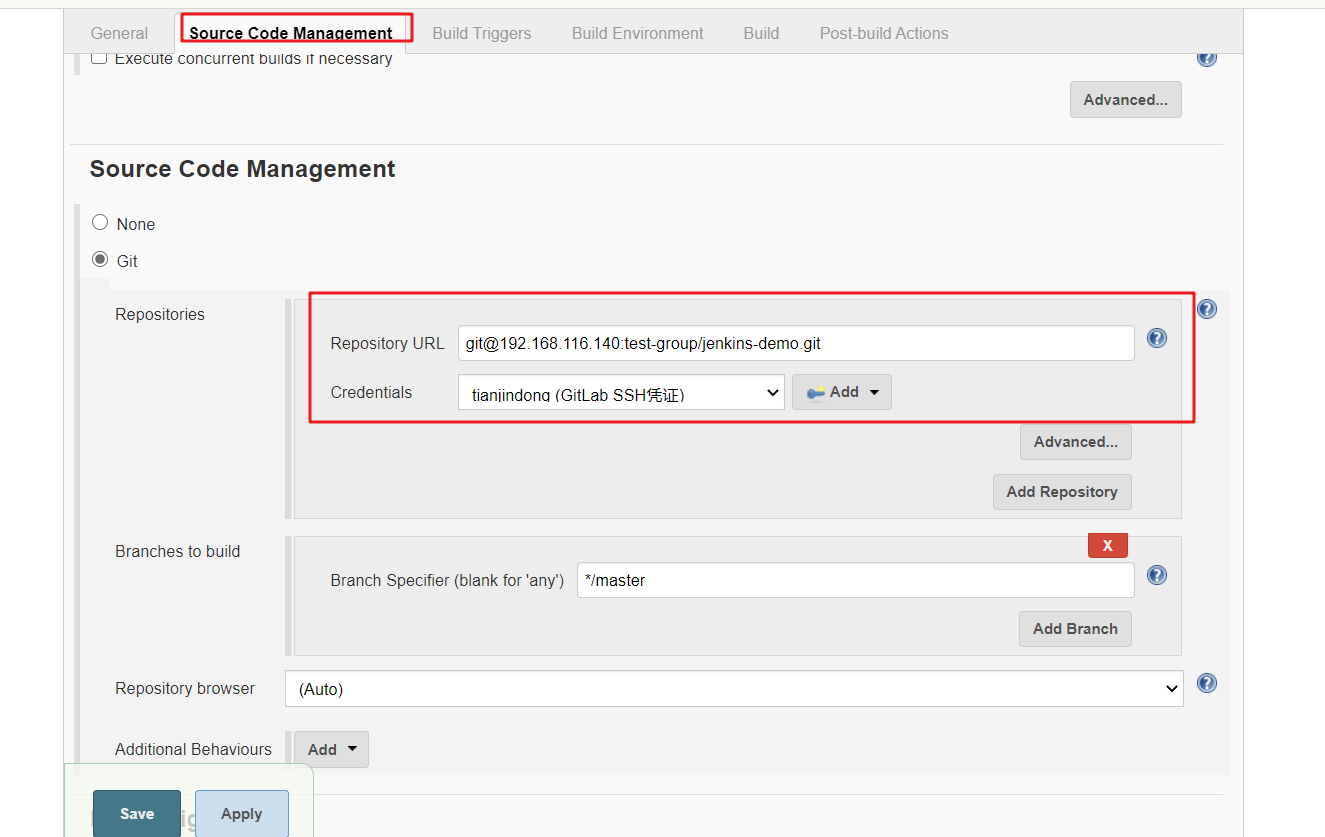 General Source Code Management Build Triggers Build Environment Build Post-build Actions
Execute concurrent builds if necessary
Advanced...
Source Code Management
None
Git
Repositories
Repository URL git@192.168.116.140:test-group/jenkins-demo.git
Credentials tianjindong (GitLab SSH凭证) Add
Advanced...
Add Repository
Branches to build
X
Branch Specifier (blank for 'any') */master
Add Branch
Repository browser (Auto)
Additional Behaviours Add
Save Apply